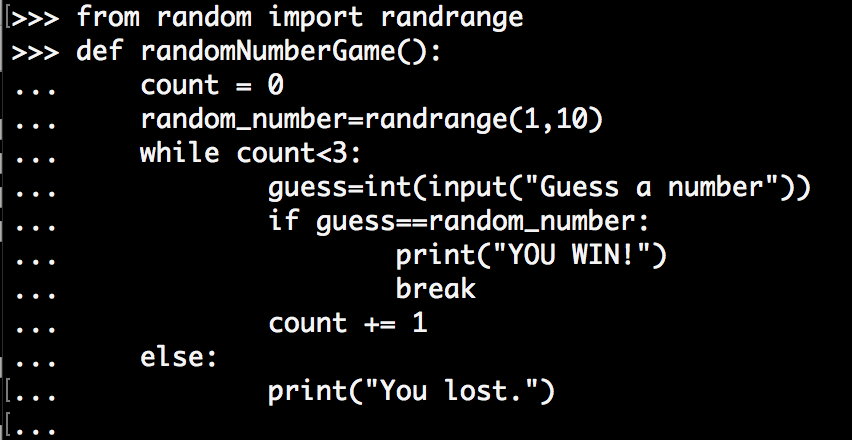 >>> from random import randrange
>>> def randomNumberGame():
...     count = 0
...     random_number=randrange(1,10)
...     while count<3:
...             guess=int(input("Guess a number"))
...             if guess==random_number:
...                     print("YOU WIN!")
...                     break
...             count += 1
...     else:
...             print("You lost.")
...